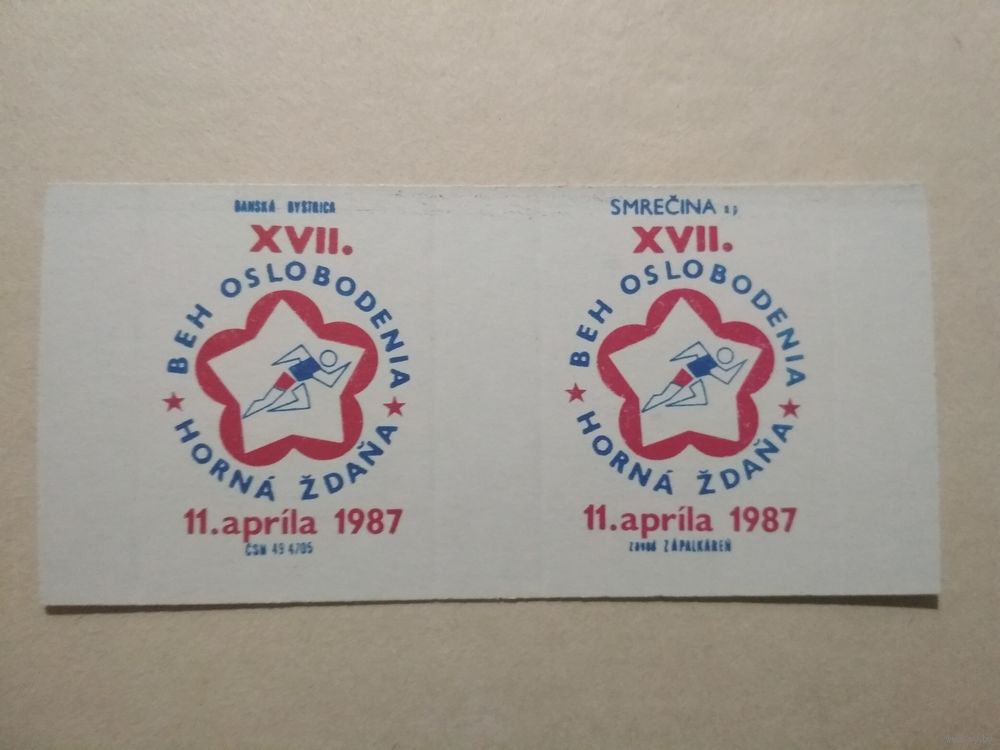 BANSKÁ BYSTRICA
XVII.
BEH OSLOBODENIA
HORNÁ ŽDAŇA
11. apríla 1987
ČSN 49 4705
SMREČINA
XVII.
BEH OSLOBODENIA
HORNÁ ŽDAŇA
11. apríla 1987
závod ZÁPALKÁREŇ